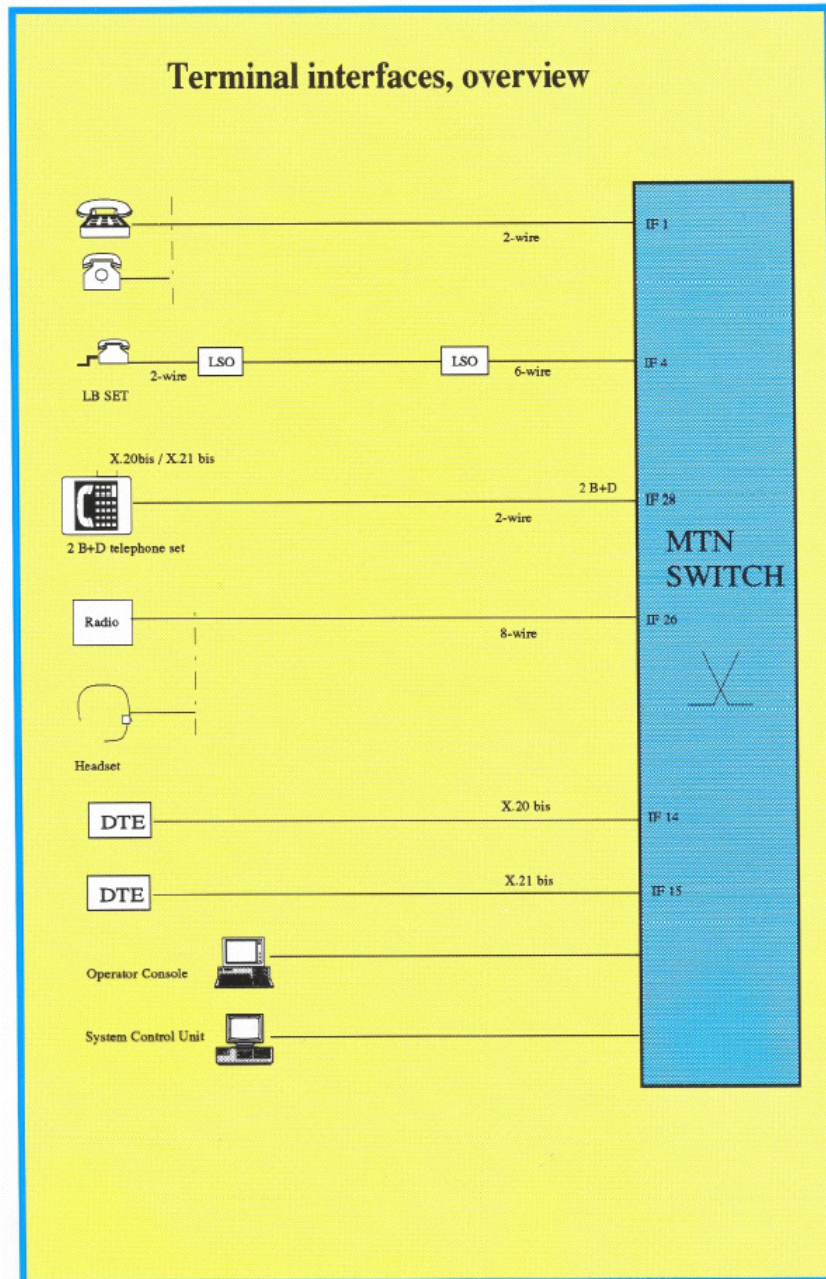 Terminal interfaces, overview
IF 1
2-wire
LSO
LSO
IF 4
2-wire
6-wire
LB SET
X.20bis / X.21 bis
2 B+D
IF 28
2-wire
2 B+D telephone set
MTN
SWITCH
Radio
IF 26
8-wire
Headset
X.20 bis
DTE
IF 14
X.21 bis
DTE
IF 15
Operator Console
System Control Unit